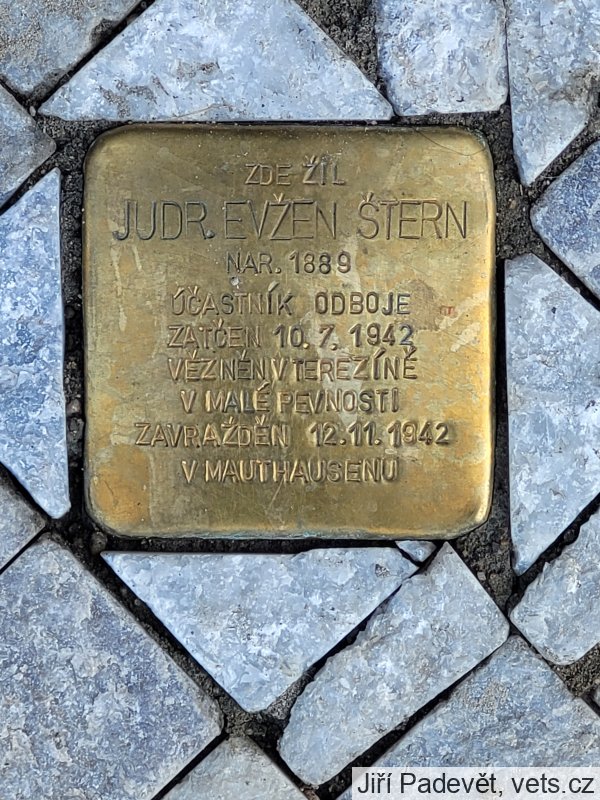 ZDE ŽIL
JUDR. EVŽEN ŠTERN
NAR. 1889
ÚČASTNÍK ODBOJE
ZATČEN 10. 7. 1942
VĚZNĚN V TEREZÍNĚ
V MALÉ PEVNOSTI
ZAVRAŽDĚN 12.11.1942
V MAUTHAUSENU
Jiří Padevět, vets.cz